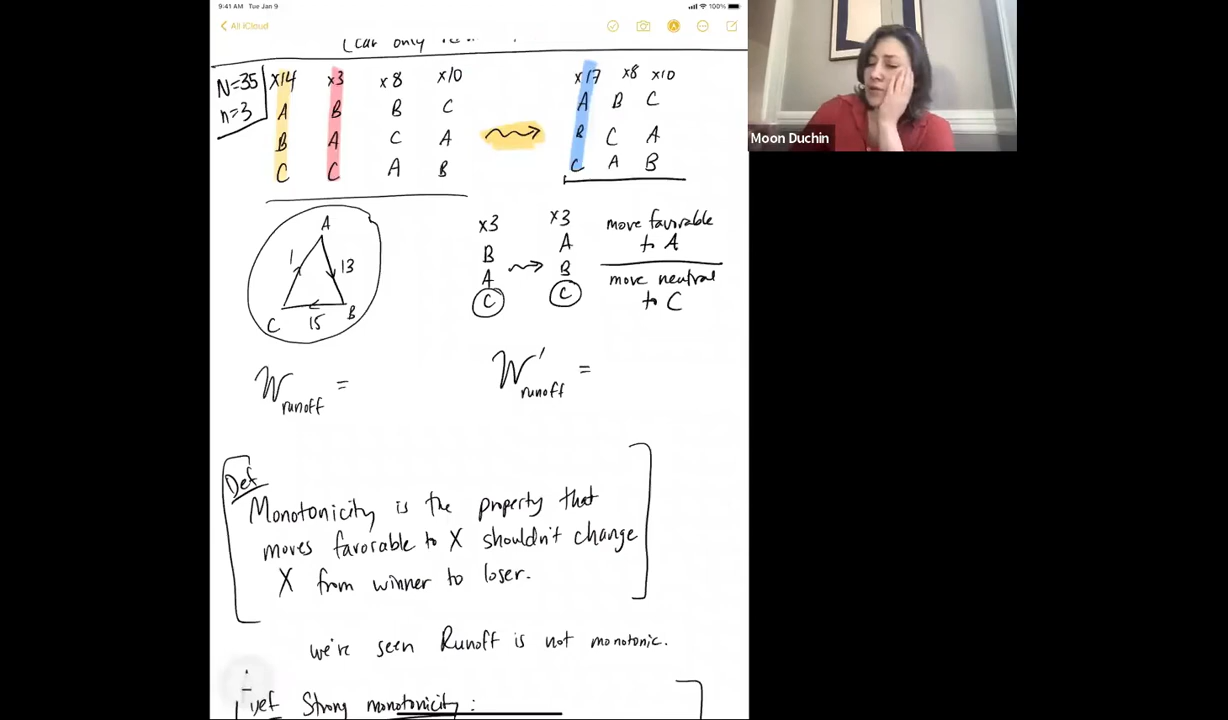 9:41 AM Tue Jan 9
100%
All iCloud
(can only
N=35
n=3
x14 x3 x8 x10
A B B C
B A C A
C C A B
x17 x8 x10
A B C
B C A
C A B
A
1 13
C 15 B
x3 x3
B A
A B
C C
move favorable
to A
move neutral
to C
W runoff =
W' runoff =
Def
Monotonicity is the property that
moves favorable to X shouldn't change
X from winner to loser.
we've seen Runoff is not monotonic.
Def Strong monotonicity:
Moon Duchin